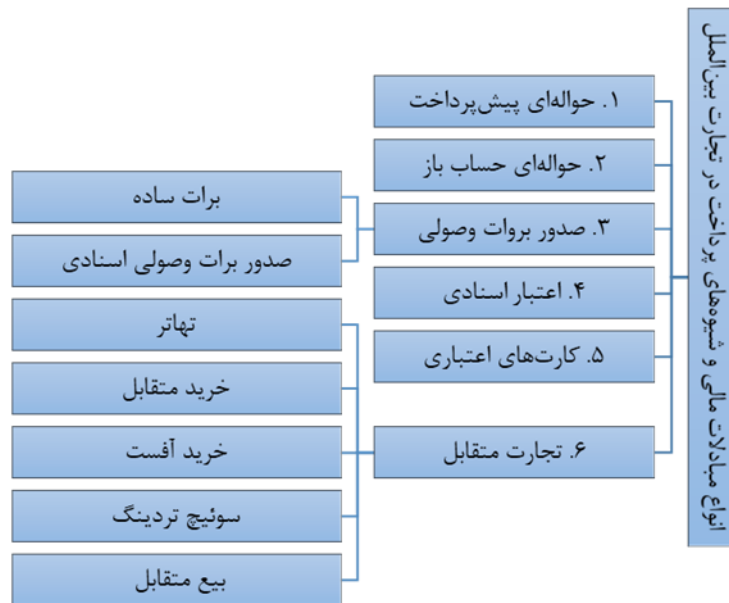 انواع مبادلات مالی و شیوه‌های پرداخت در تجارت بین‌الملل
۱. حواله‌ای پیش‌پرداخت
۲. حواله‌ای حساب باز
۳. صدور بروات وصولی
برات ساده
صدور برات وصولی اسنادی
۴. اعتبار اسنادی
۵. کارت‌های اعتباری
۶. تجارت متقابل
تهاتر
خرید متقابل
خرید آفست
سوئیچ تردینگ
بیع متقابل